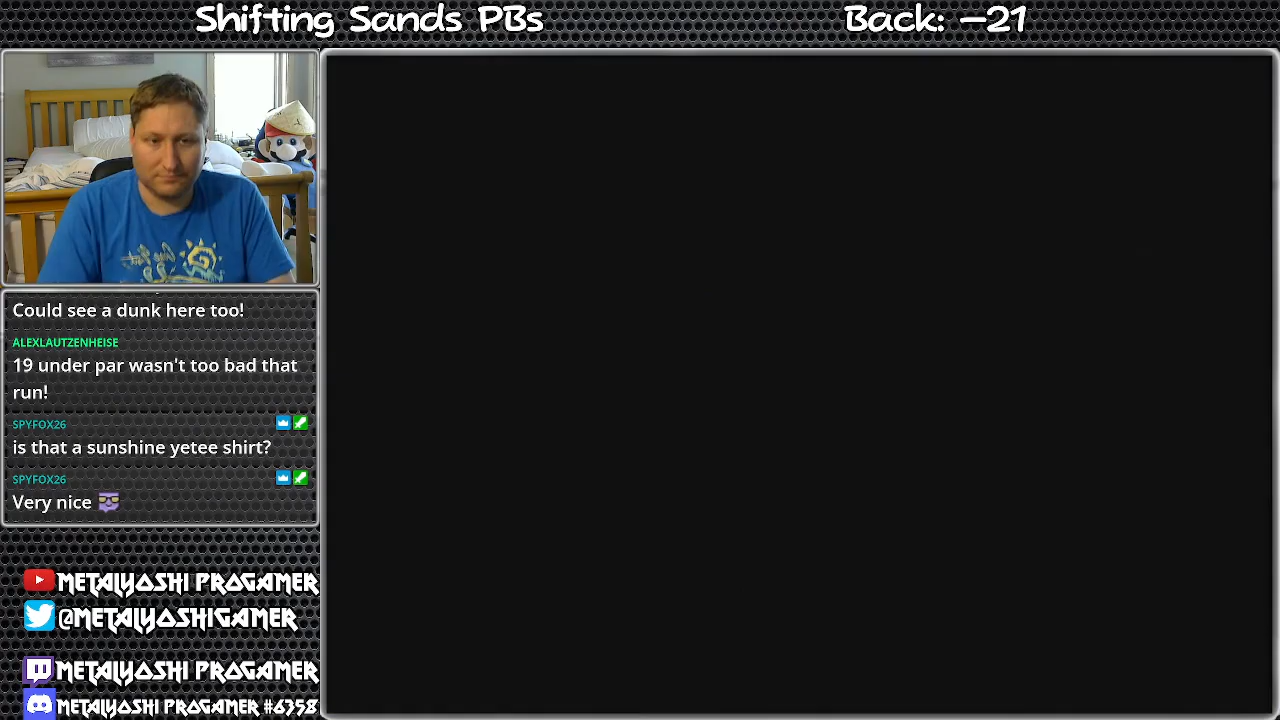 Shifting Sands PBs
Back: -21
Could see a dunk here too!
ALEXLAUTZENHEISE
19 under par wasn't too bad that
run!
SPYFOX26
is that a sunshine yetee shirt?
SPYFOX26
Very nice
METALYOSHI PROGAMER
@METALYOSHIGAMER
METALYOSHI PROGAMER
METALYOSHI PROGAMER #6358